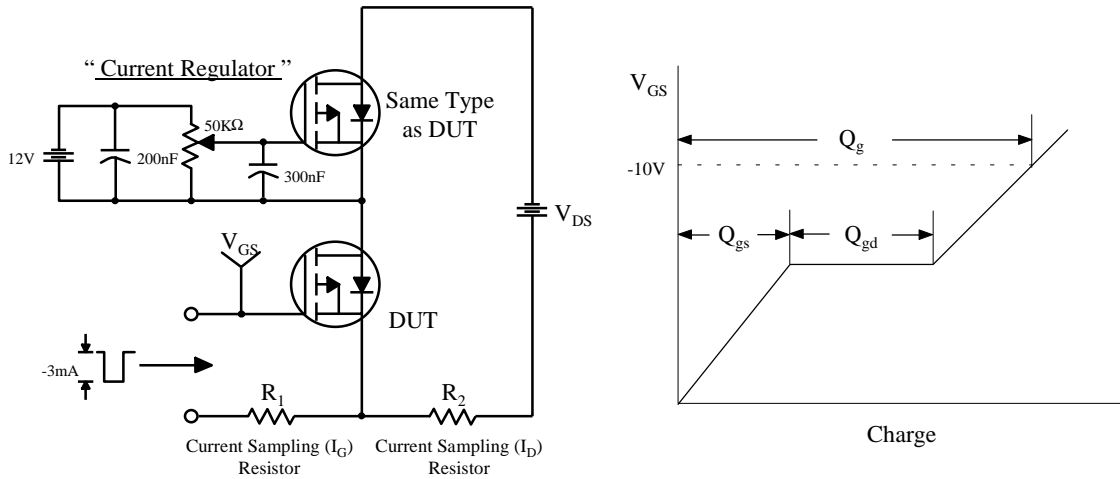 “ Current Regulator ”
50KΩ
12V
200nF
300nF
Same Type
as DUT
V_DS
V_GS
DUT
-3mA
R_1
R_2
Current Sampling (I_G)
Resistor
Current Sampling (I_D)
Resistor
V_GS
Q_g
-10V
Q_gs
Q_gd
Charge